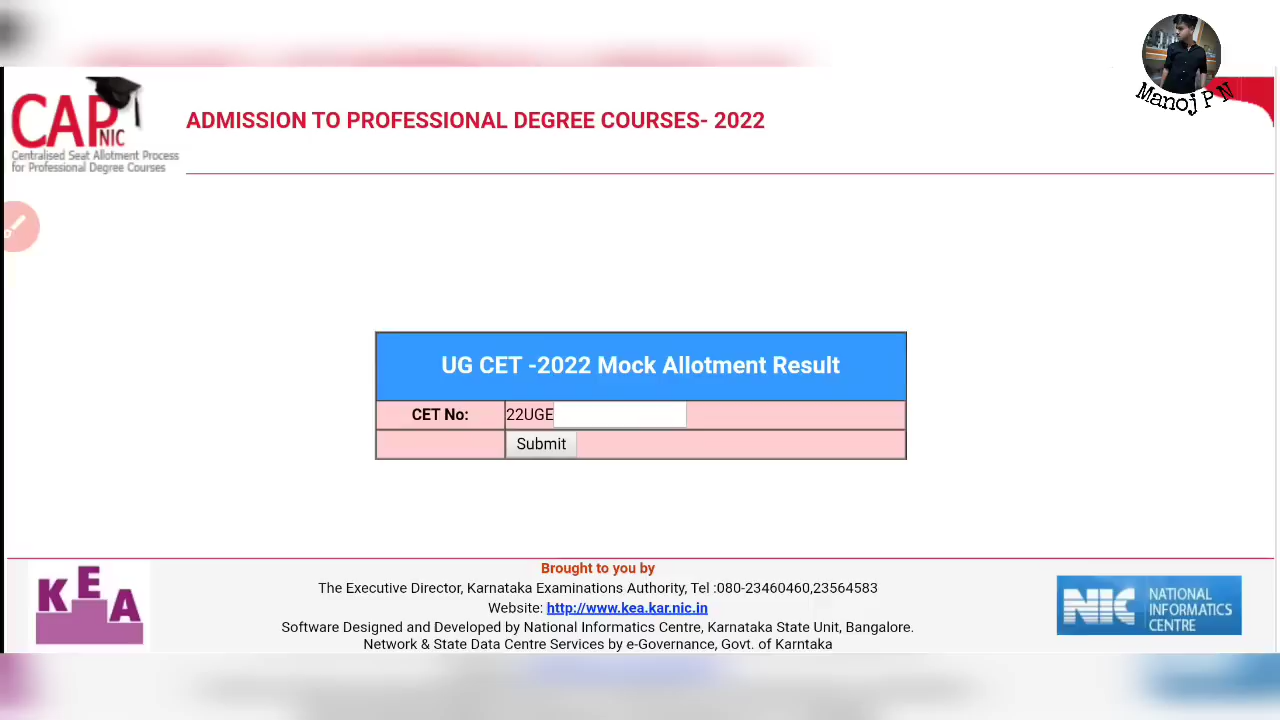 Manoj P N
CAP
NIC
Centralised Seat Allotment Process
for Professional Degree Courses
ADMISSION TO PROFESSIONAL DEGREE COURSES- 2022
UG CET -2022 Mock Allotment Result
CET No:
22UGE
Submit
Brought to you by
The Executive Director, Karnataka Examinations Authority, Tel :080-23460460,23564583
Website: http://www.kea.kar.nic.in
Software Designed and Developed by National Informatics Centre, Karnataka State Unit, Bangalore.
Network & State Data Centre Services by e-Governance, Govt. of Karntaka
KEA
NIC
NATIONAL
INFORMATICS
CENTRE